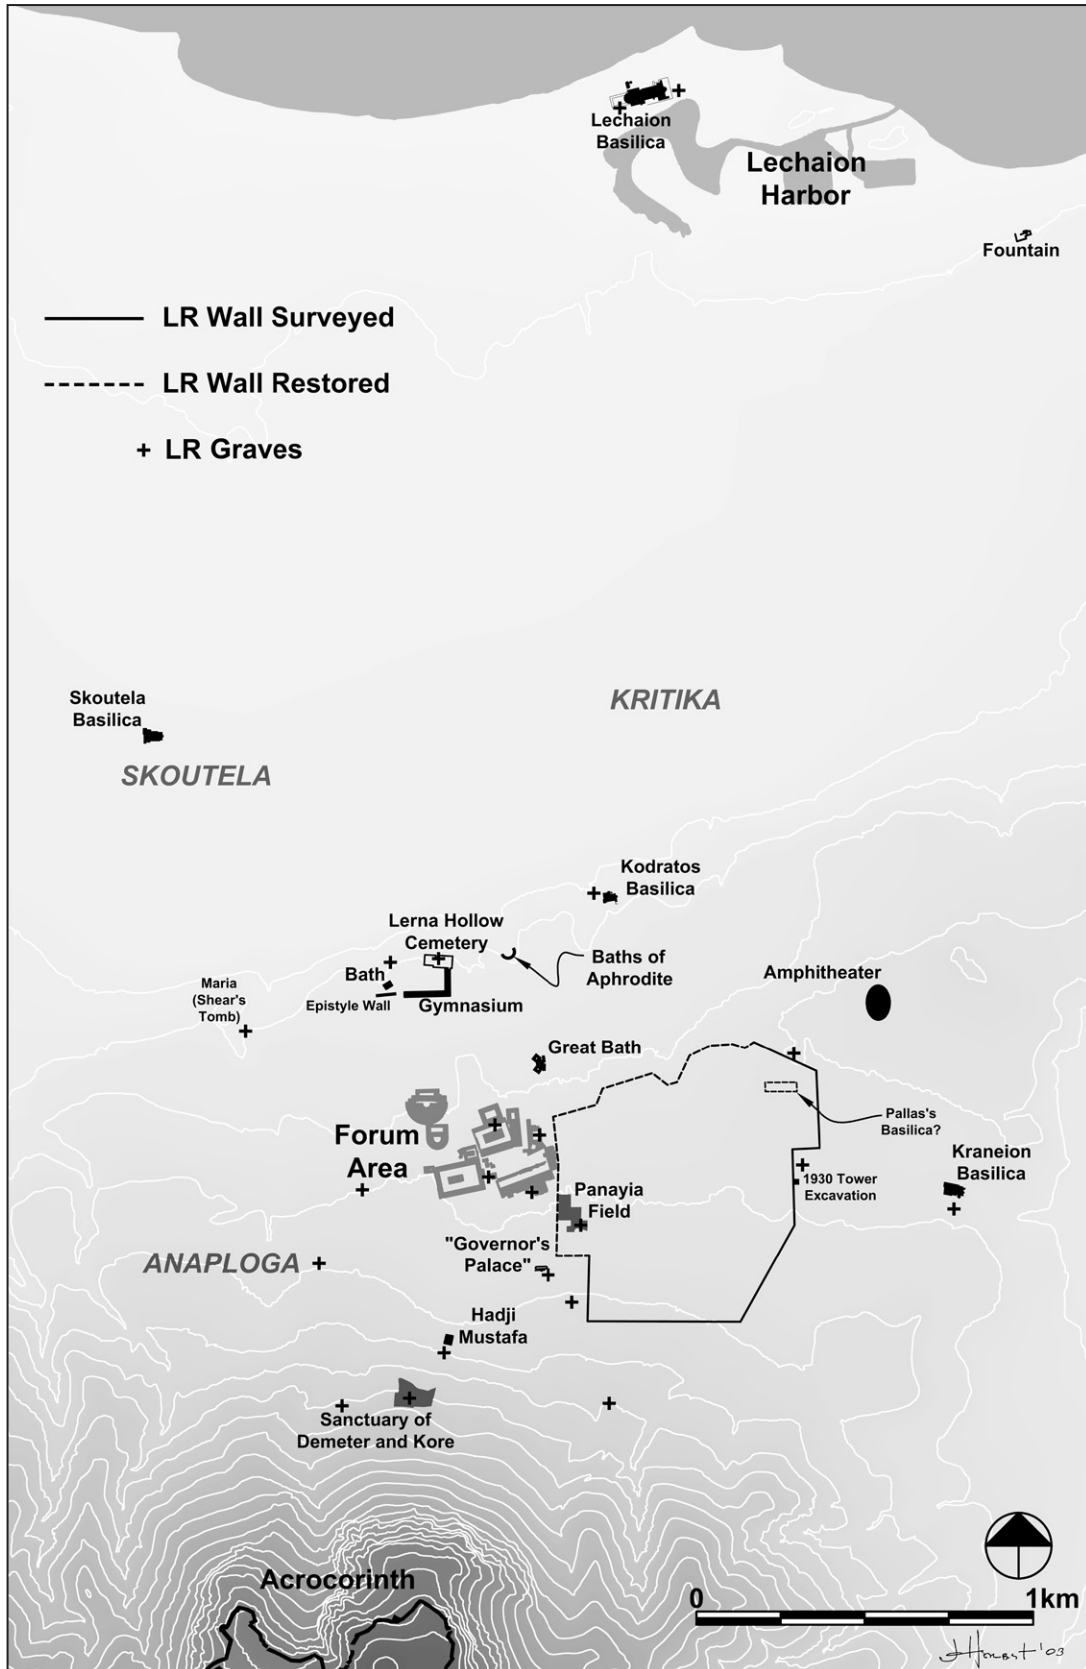 Lechaion
Basilica
Lechaion
Harbor
Fountain
LR Wall Surveyed
LR Wall Restored
+ LR Graves
Skoutela
Basilica
KRITIKA
SKOUTELA
Kodratos
Basilica
Lerna Hollow
Cemetery
Baths of
Aphrodite
Bath
Amphitheater
Maria
(Shear's
Tomb)
Epistyle Wall
Gymnasium
Great Bath
Forum
Area
Pallas's
Basilica?
Kraneion
Basilica
1930 Tower
Excavation
Panayia
Field
"Governor's
Palace"
ANAPLOGA
Hadji
Mustafa
Sanctuary of
Demeter and Kore
Acrocorinth
0 1km
'03